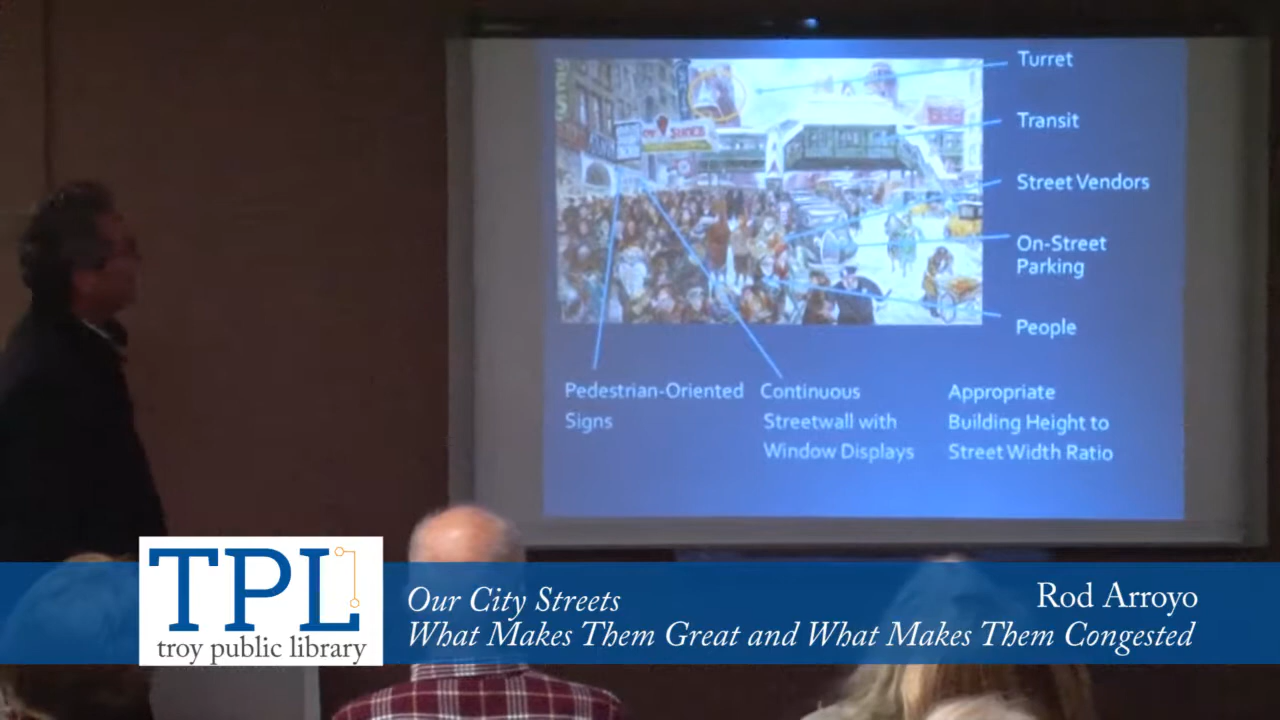 Turret
Transit
Street Vendors
On-Street
Parking
People
Pedestrian-Oriented
Signs
Continuous
Streetwall with
Window Displays
Appropriate
Building Height to
Street Width Ratio
TPL
troy public library
Our City Streets
What Makes Them Great and What Makes Them Congested
Rod Arroyo